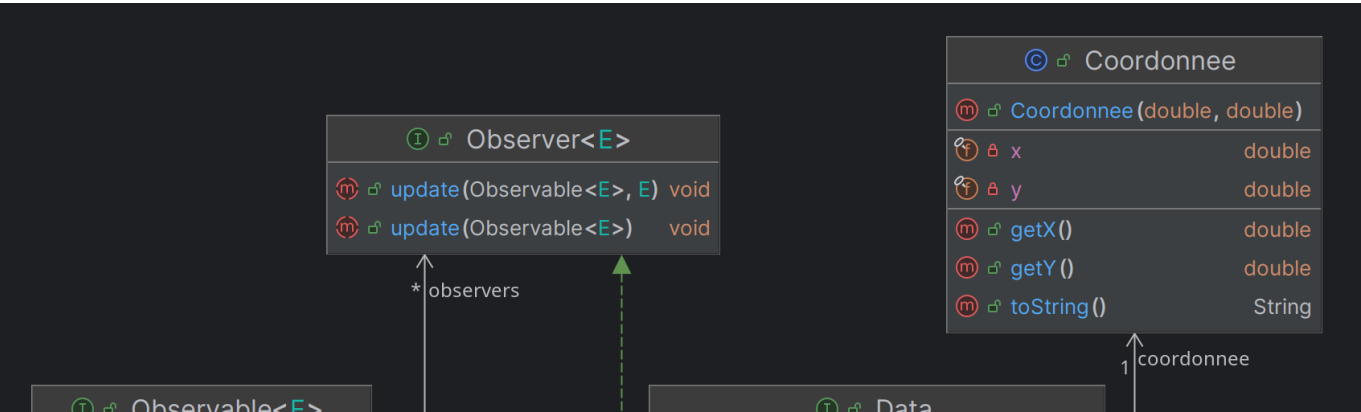 Coordonnee
Coordonnee(double, double)
x double
y double
getX() double
getY() double
toString() String
Observer<E>
update(Observable<E>, E) void
update(Observable<E>) void
* observers
1 coordonnee
Observable<E>
Data